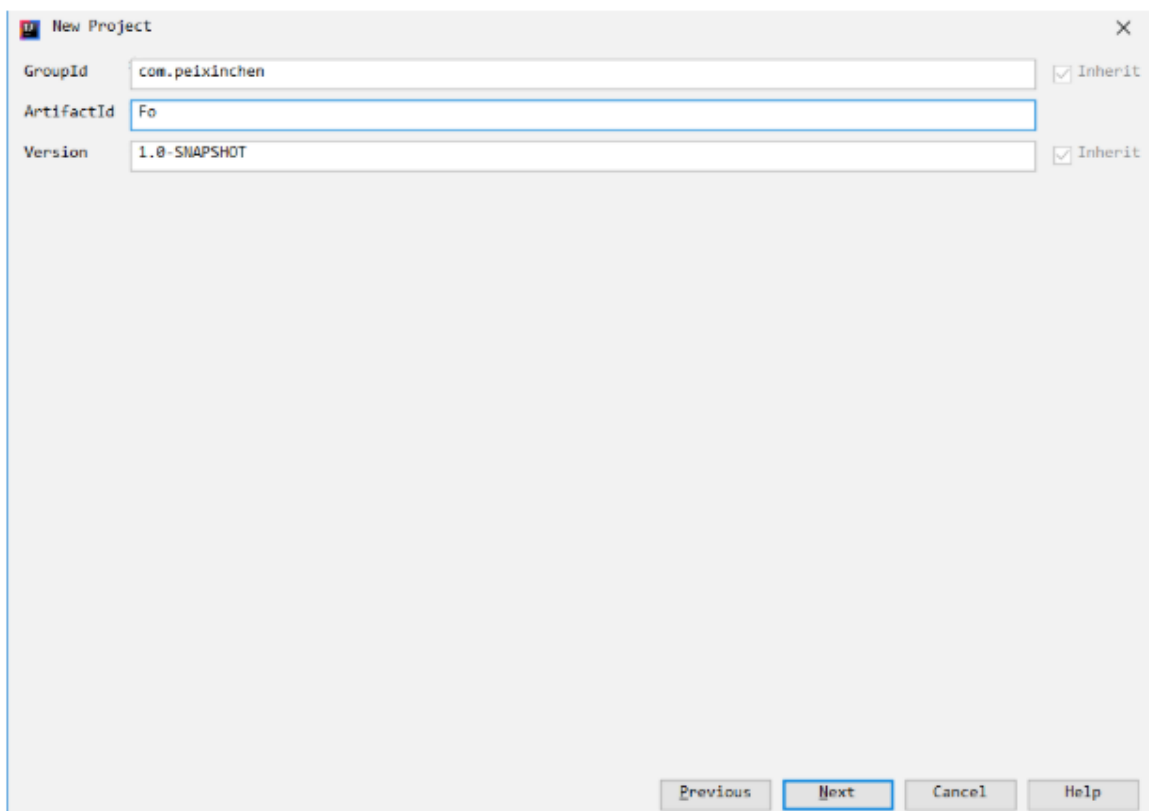 New Project
GroupId com.peixinchen Inherit
ArtifactId Fo
Version 1.0-SNAPSHOT Inherit
Previous Next Cancel Help